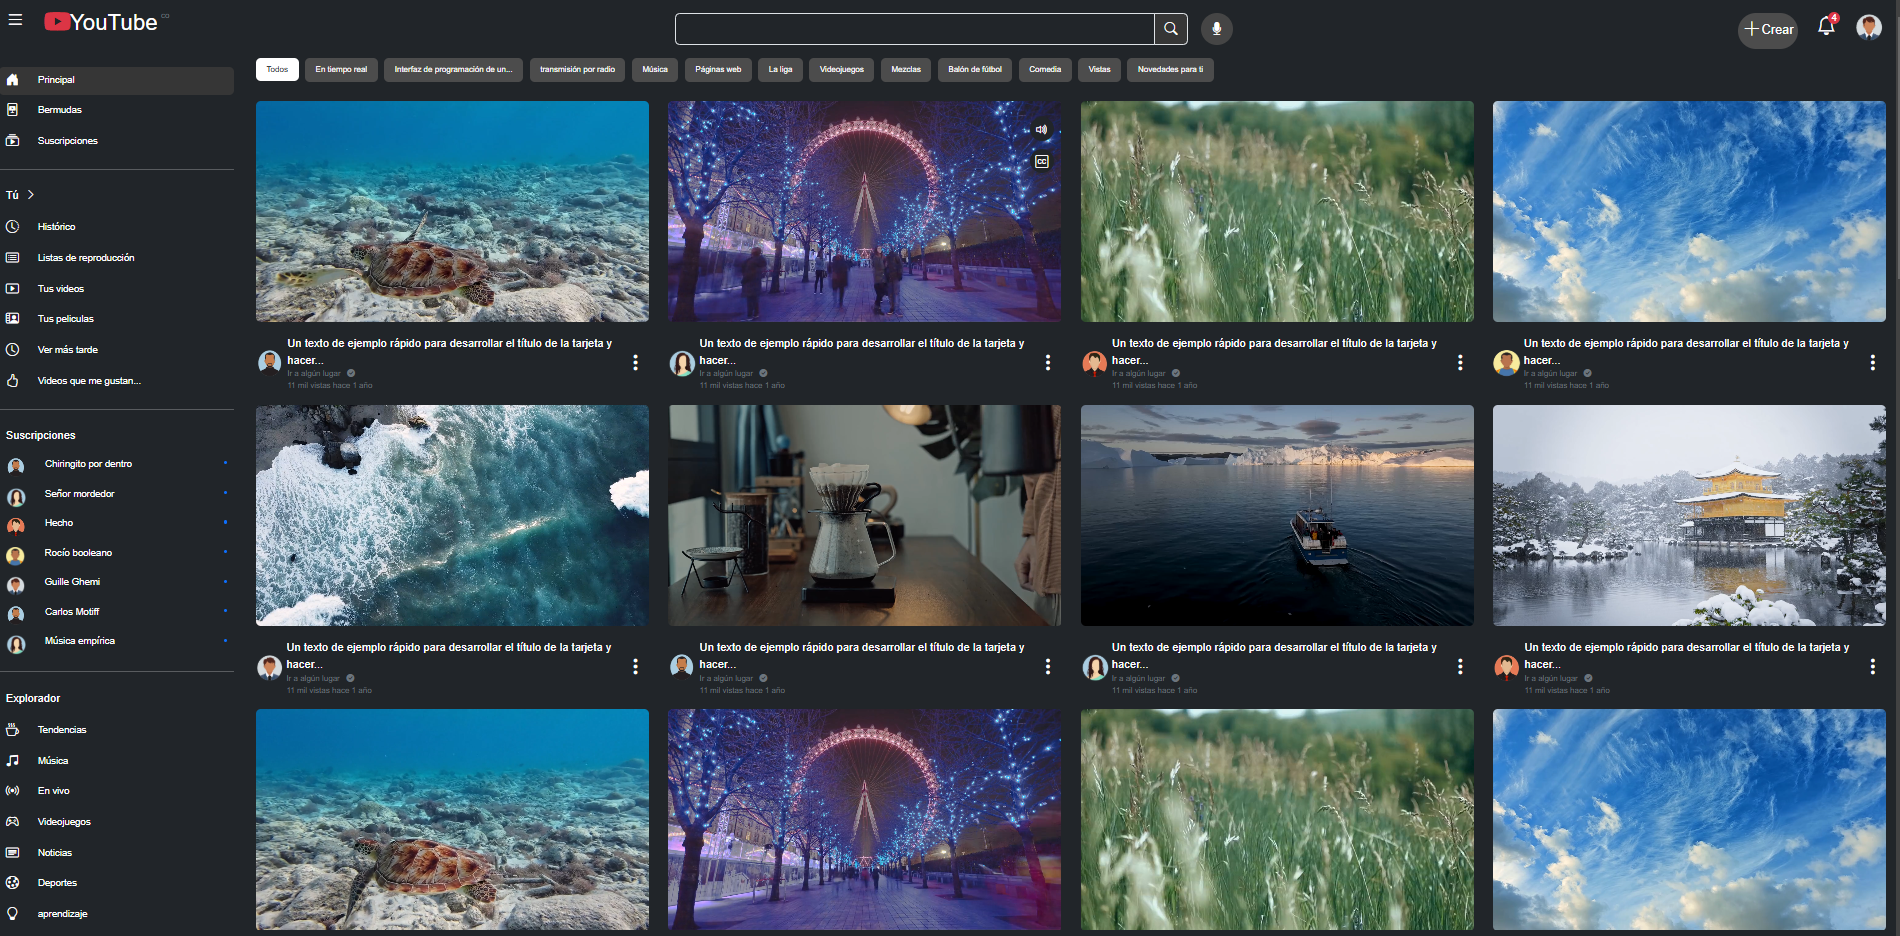 YouTube CO
Crear
4
Todos
En tiempo real
Interfaz de programación de un...
transmisión por radio
Música
Páginas web
La liga
Videojuegos
Mezclas
Balón de fútbol
Comedia
Vistas
Novedades para ti
Principal
Bermudas
Suscripciones
Tú
Histórico
Listas de reproducción
Tus videos
Tus peliculas
Ver más tarde
Videos que me gustan...
Suscripciones
Chiringito por dentro
Señor mordedor
Hecho
Rocío booleano
Guille Ghemi
Carlos Motiff
Música empírica
Explorador
Tendencias
Música
En vivo
Videojuegos
Noticias
Deportes
aprendizaje
CC
Un texto de ejemplo rápido para desarrollar el título de la tarjeta y
hacer...
Ir a algún lugar
11 mil vistas hace 1 año
Un texto de ejemplo rápido para desarrollar el título de la tarjeta y
hacer...
Ir a algún lugar
11 mil vistas hace 1 año
Un texto de ejemplo rápido para desarrollar el título de la tarjeta y
hacer...
Ir a algún lugar
11 mil vistas hace 1 año
Un texto de ejemplo rápido para desarrollar el título de la tarjeta y
hacer...
Ir a algún lugar
11 mil vistas hace 1 año
Un texto de ejemplo rápido para desarrollar el título de la tarjeta y
hacer...
Ir a algún lugar
11 mil vistas hace 1 año
Un texto de ejemplo rápido para desarrollar el título de la tarjeta y
hacer...
Ir a algún lugar
11 mil vistas hace 1 año
Un texto de ejemplo rápido para desarrollar el título de la tarjeta y
hacer...
Ir a algún lugar
11 mil vistas hace 1 año
Un texto de ejemplo rápido para desarrollar el título de la tarjeta y
hacer...
Ir a algún lugar
11 mil vistas hace 1 año